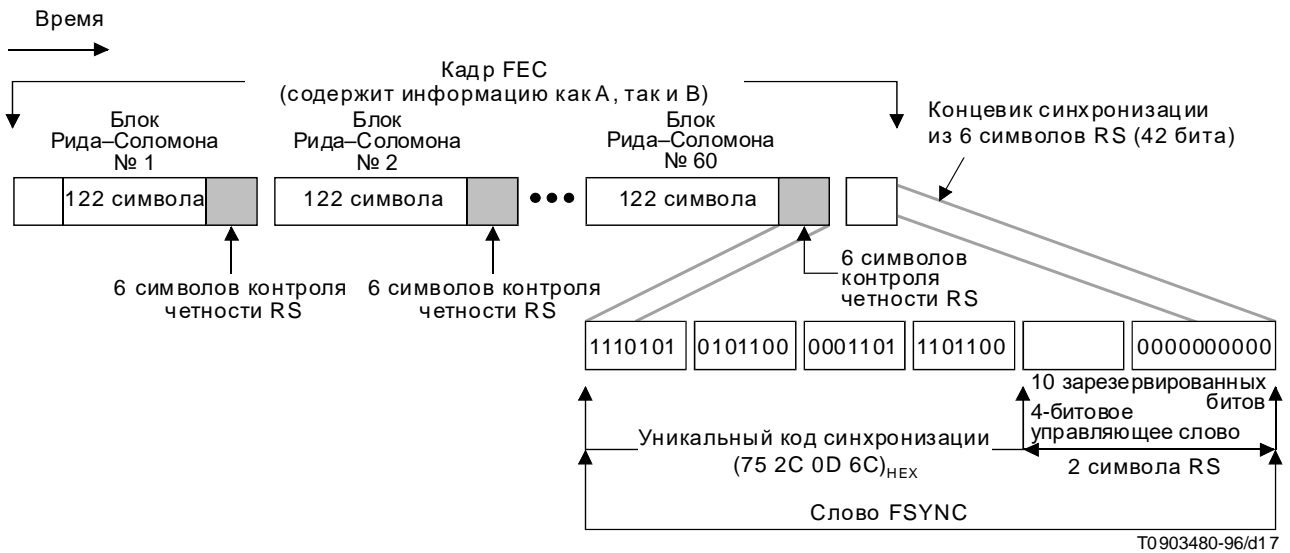 Время
Кадр FEC
(содержит информацию как А, так и В)
Блок
Рида–Соломона
№ 1
Блок
Рида–Соломона
№ 2
Блок
Рида–Соломона
№ 60
Концевик синхронизации
из 6 символов RS (42 бита)
122 символа
122 символа
122 символа
6 символов контроля
четности RS
6 символов контроля
четности RS
6 символов
контроля
четности RS
1110101
0101100
0001101
1101100
0000000000
10 зарезервированных
битов
4-битовое
управляющее слово
Уникальный код синхронизации
(75 2C 0D 6C)HEX
2 символа RS
Слово FSYNC
T0903480-96/d17